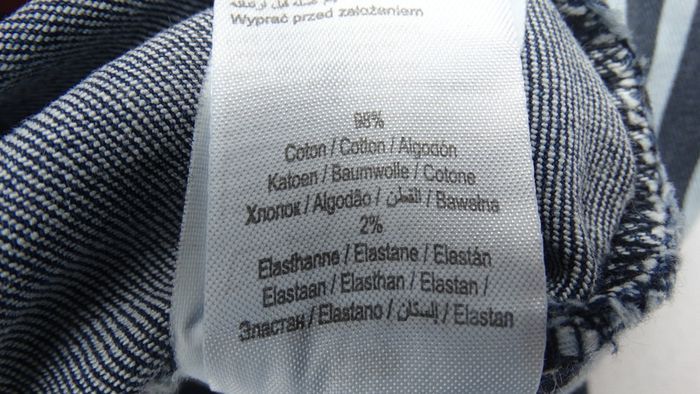 Wyprać przed założeniem
98%
Coton / Cotton / Algodón
Katoen / Baumwolle / Cotone
Хлопок / Algodão / القطن / Bawełna
2%
Elasthanne / Elastane / Elastán
Elastaan / Elasthan / Elastan /
Эластан / Elastano / إلسكان / Elastan